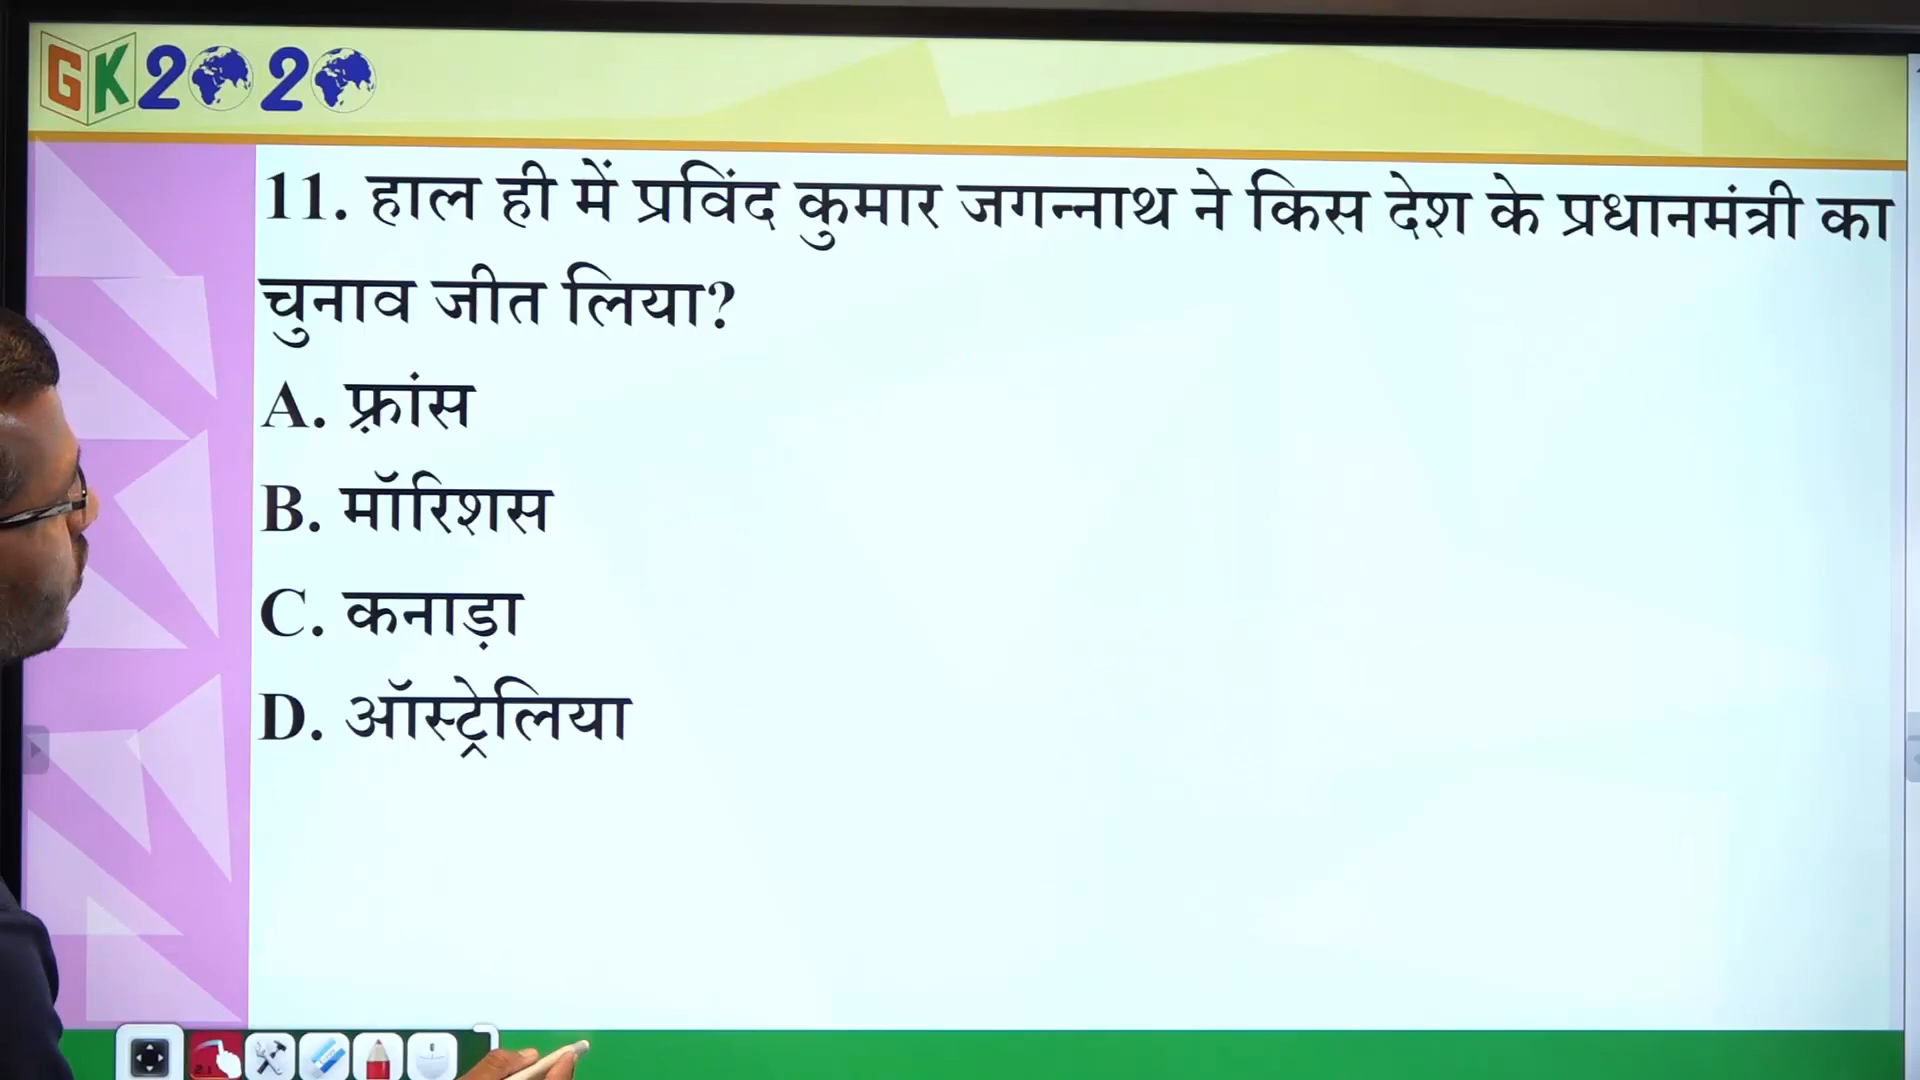 GK2020
11. हाल ही में प्रविंद कुमार जगन्नाथ ने किस देश के प्रधानमंत्री का
चुनाव जीत लिया?
A. फ़्रांस
B. मॉरिशस
C. कनाड़ा
D. ऑस्ट्रेलिया